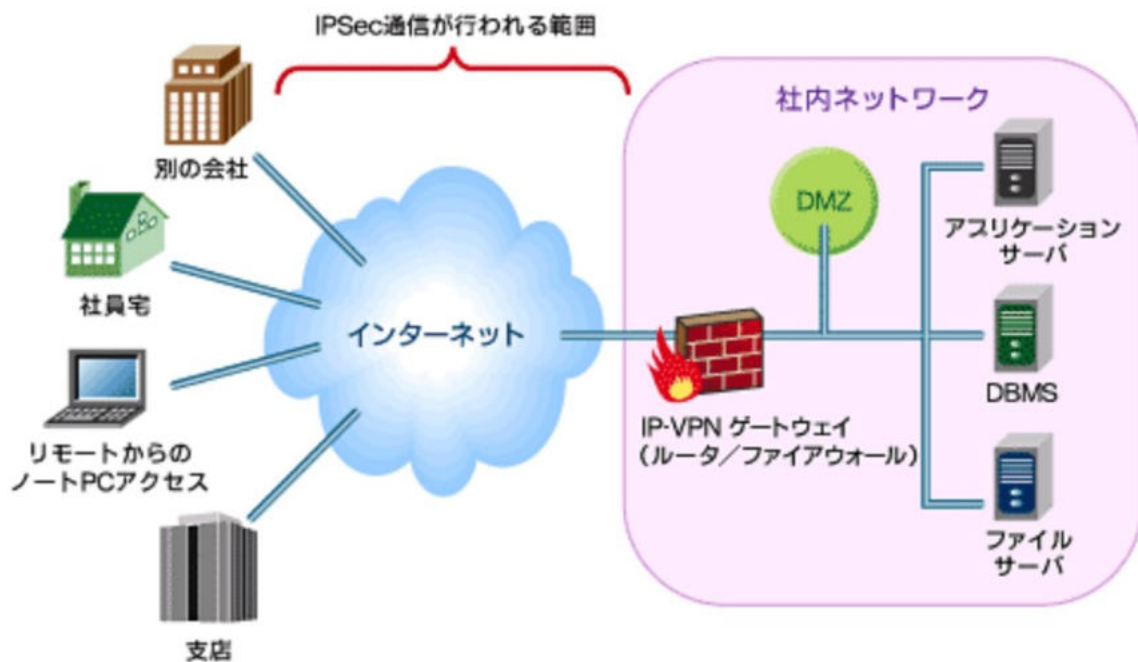 IPSec通信が行われる範囲
別の会社
社員宅
リモートからの
ノートPCアクセス
支店
インターネット
社内ネットワーク
DMZ
IP-VPN ゲートウェイ
（ルータ／ファイアウォール）
アプリケーション
サーバ
DBMS
ファイル
サーバ